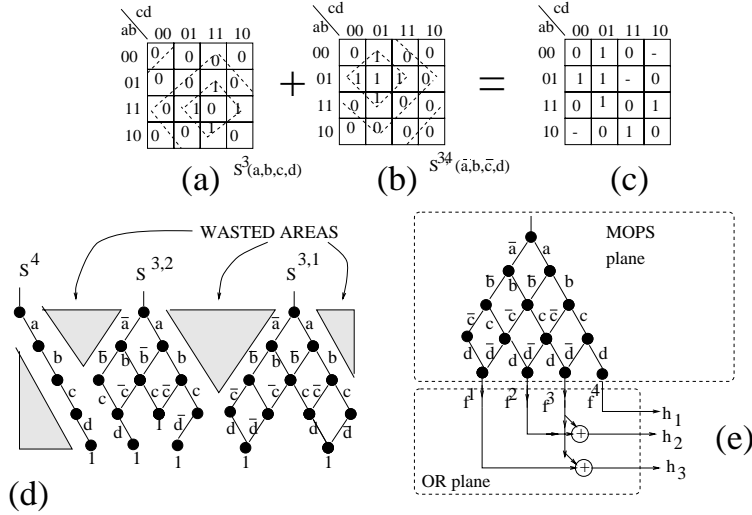 cd cd cd
ab 00 01 11 10 ab 00 01 11 10 ab 00 01 11 10
00 0 0 0 0 00 0 1 0 0 00 0 1 0 -
01 0 0 1 0 + 01 1 1 1 0 = 01 1 1 - 0
11 0 1 0 1 11 0 1 0 0 11 0 1 0 1
10 0 0 1 0 10 0 0 0 0 10 - 0 1 0
S³(a,b,c,d) S³⁴(ā,b,c̄,d)
(a) (b) (c)
WASTED AREAS
S⁴ S³,² S³,¹
a ā a ā a
b b̄ b b̄ b b̄ b b̄ b
c c̄ c c̄ c c̄ c c̄ c
d d d̄ d d̄ d̄
1 1 1 1 1 1
(d)
MOPS
plane
ā a
b̄ b b̄ b
c̄ c c̄ c c̄ c
d d̄ d d̄ d d̄ d
f¹ f² f³ f⁴
h₁
+ h₂
+ h₃
OR plane
(e)